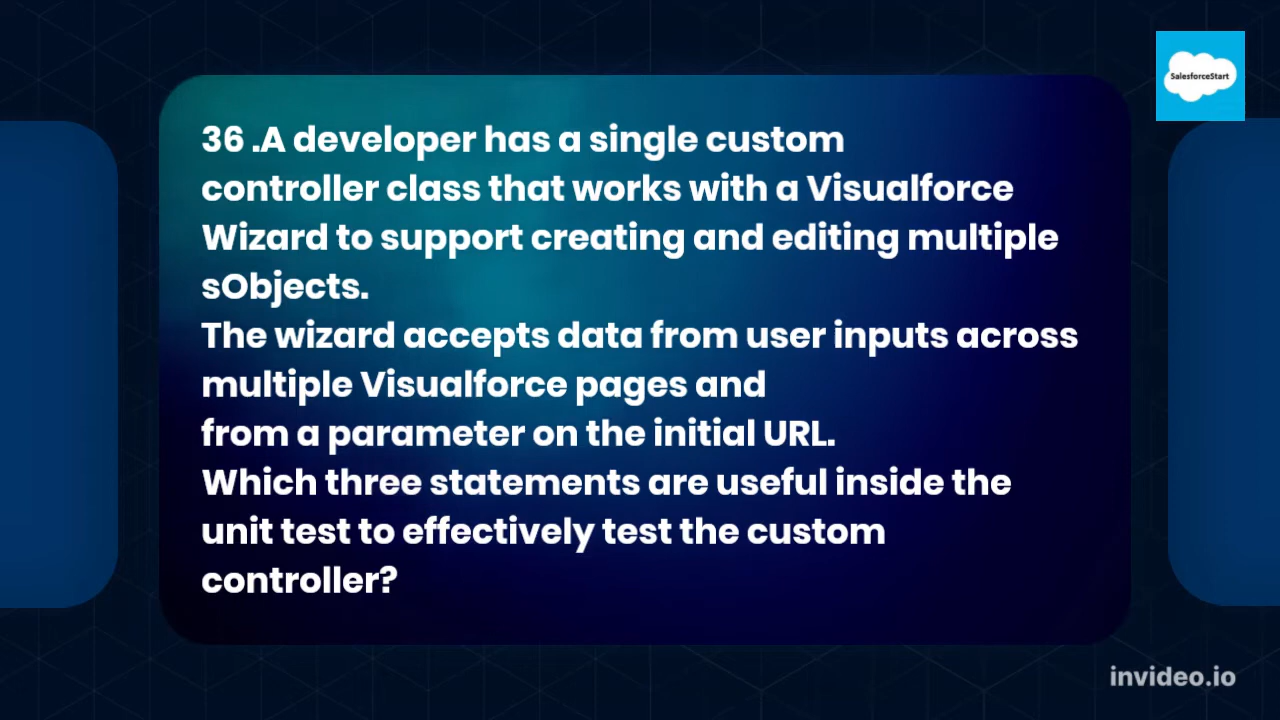 SalesforceStart
36 .A developer has a single custom
controller class that works with a Visualforce
Wizard to support creating and editing multiple
sObjects.
The wizard accepts data from user inputs across
multiple Visualforce pages and
from a parameter on the initial URL.
Which three statements are useful inside the
unit test to effectively test the custom
controller?
invideo.io